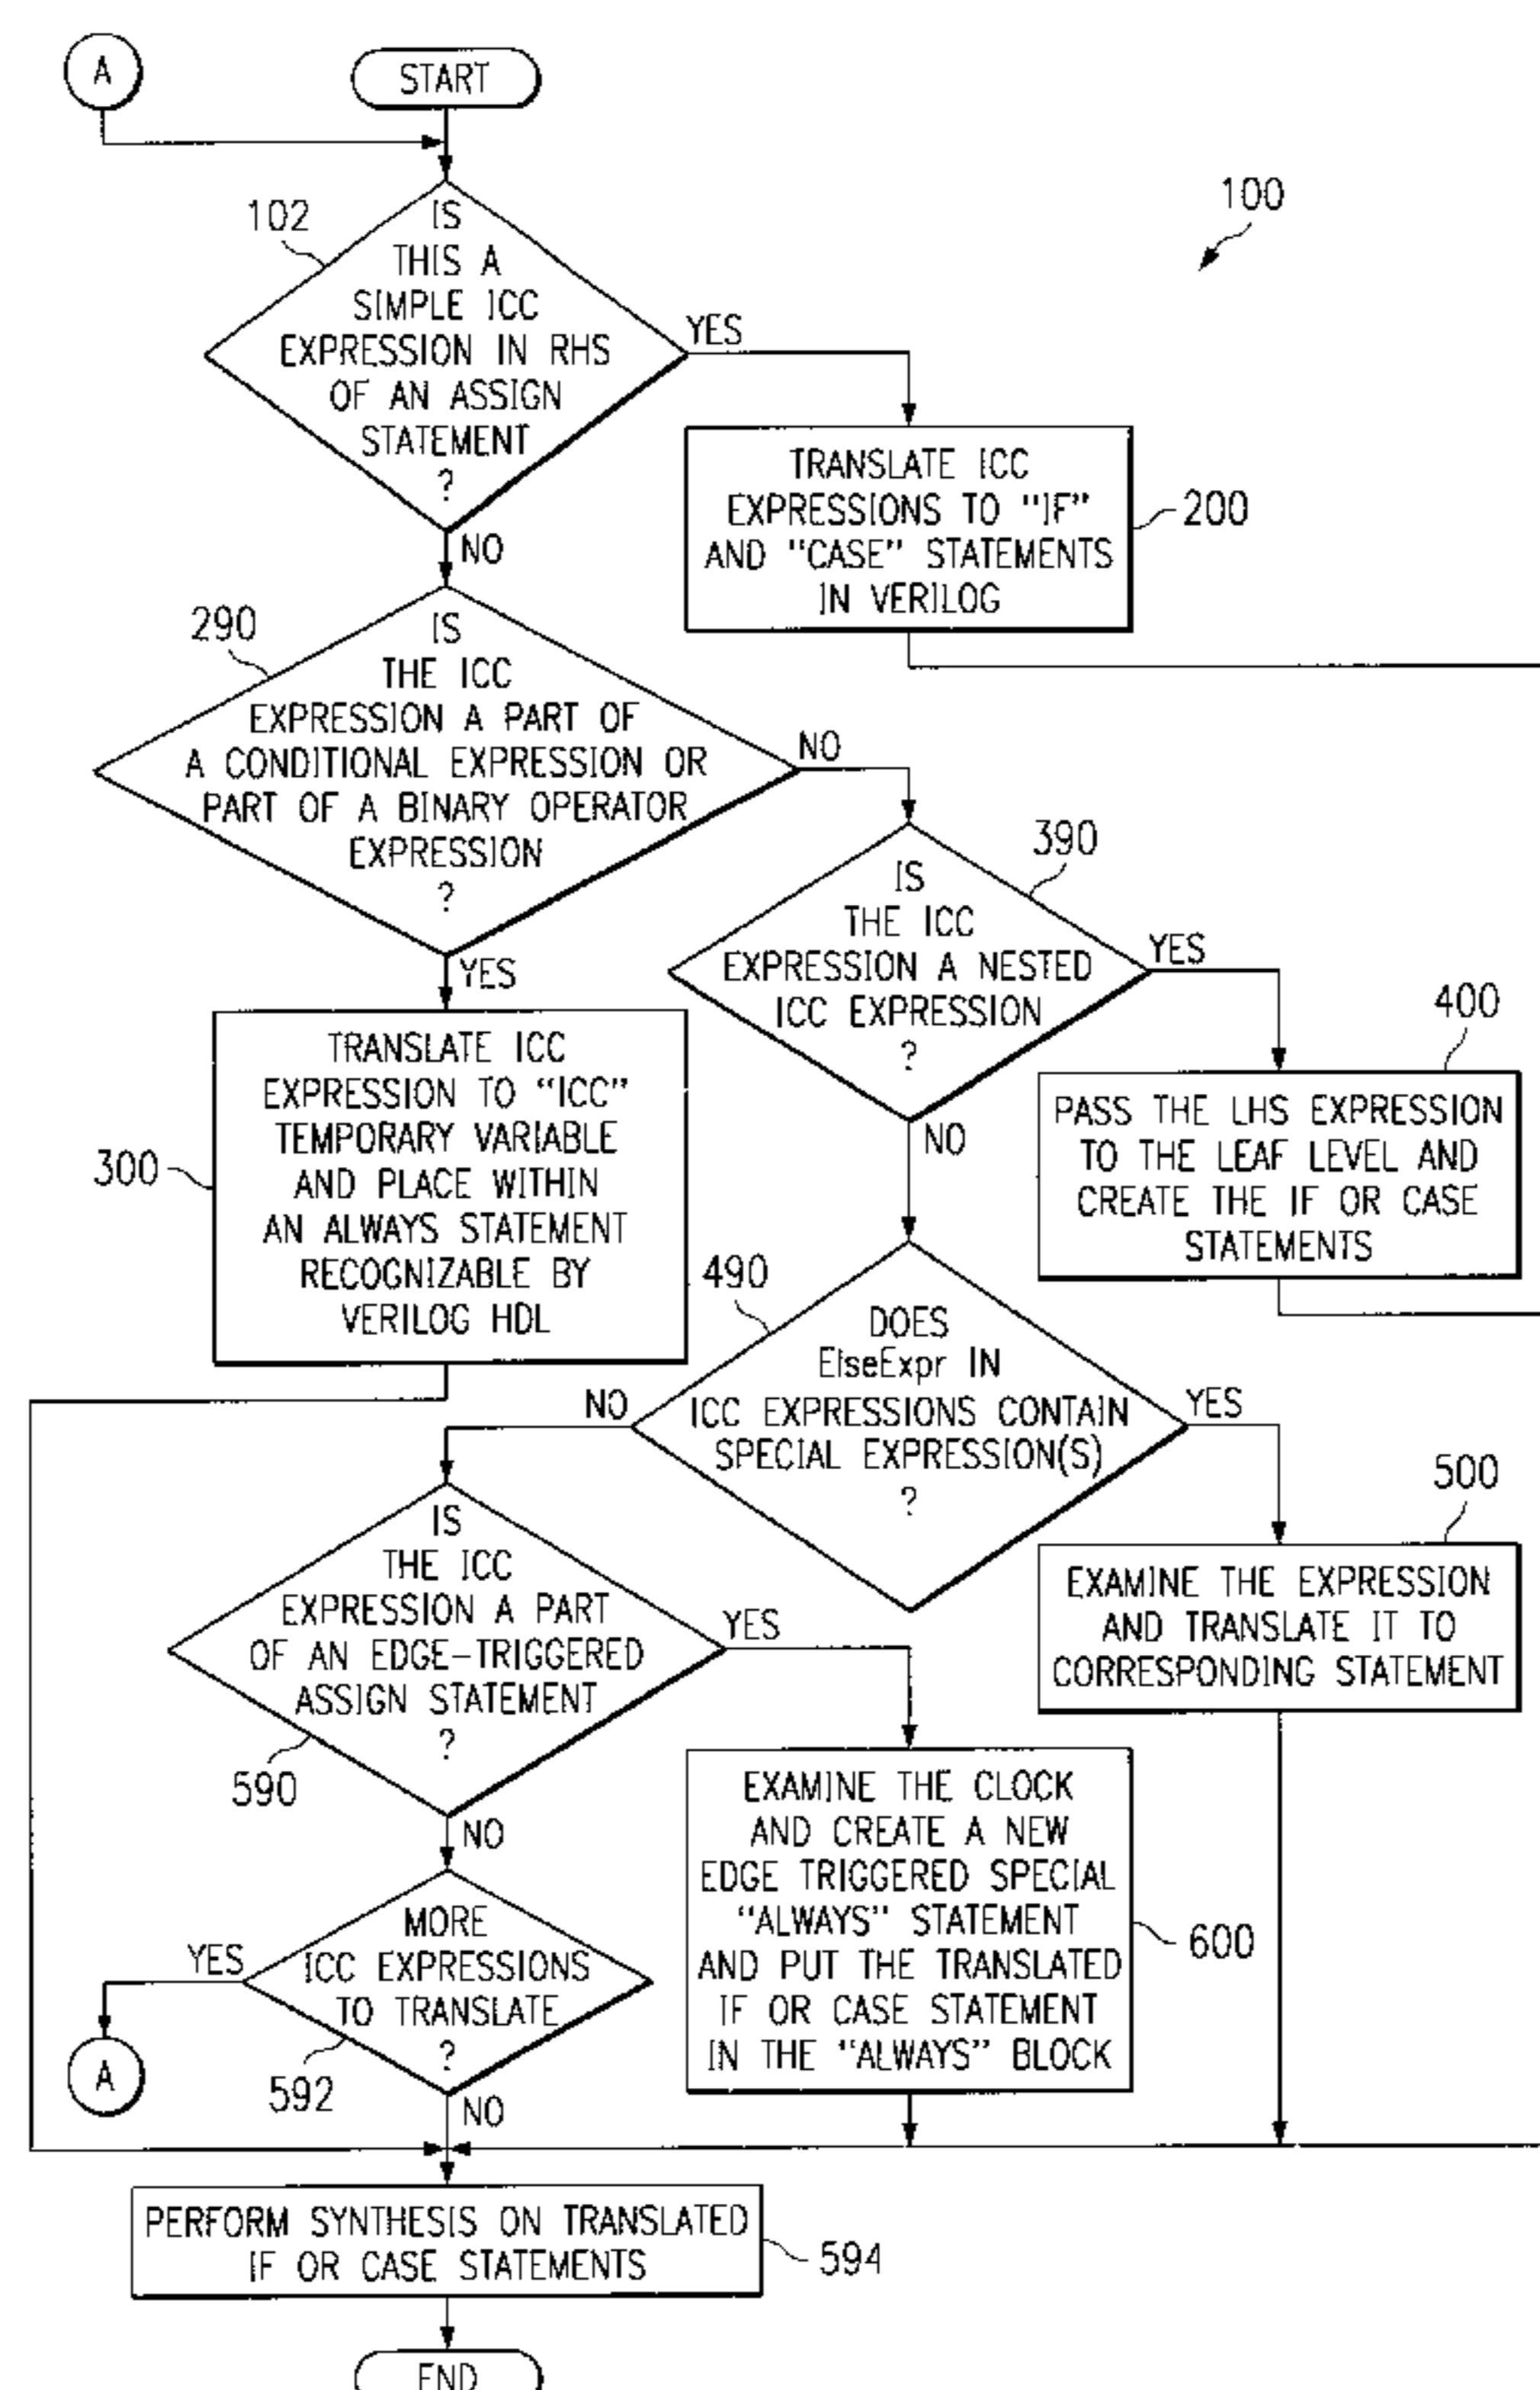 A
START
100
102
IS
THIS A
SIMPLE ICC
EXPRESSION IN RHS
OF AN ASSIGN
STATEMENT
?
YES
NO
TRANSLATE ICC
EXPRESSIONS TO "IF"
AND "CASE" STATEMENTS
IN VERILOG
200
290
IS
THE ICC
EXPRESSION A PART OF
A CONDITIONAL EXPRESSION OR
PART OF A BINARY OPERATOR
EXPRESSION
?
NO
YES
390
IS
THE ICC
EXPRESSION A NESTED
ICC EXPRESSION
?
YES
NO
400
PASS THE LHS EXPRESSION
TO THE LEAF LEVEL AND
CREATE THE IF OR CASE
STATEMENTS
TRANSLATE ICC
EXPRESSION TO "ICC"
TEMPORARY VARIABLE
AND PLACE WITHIN
AN ALWAYS STATEMENT
RECOGNIZABLE BY
VERILOG HDL
300
490
DOES
ElseExpr IN
ICC EXPRESSIONS CONTAIN
SPECIAL EXPRESSION(S)
?
NO
YES
500
EXAMINE THE EXPRESSION
AND TRANSLATE IT TO
CORRESPONDING STATEMENT
IS
THE ICC
EXPRESSION A PART
OF AN EDGE-TRIGGERED
ASSIGN STATEMENT
?
590
YES
NO
EXAMINE THE CLOCK
AND CREATE A NEW
EDGE TRIGGERED SPECIAL
"ALWAYS" STATEMENT
AND PUT THE TRANSLATED
IF OR CASE STATEMENT
IN THE "ALWAYS" BLOCK
600
MORE
ICC EXPRESSIONS
TO TRANSLATE
?
592
YES
A
NO
PERFORM SYNTHESIS ON TRANSLATED
IF OR CASE STATEMENTS
594
END